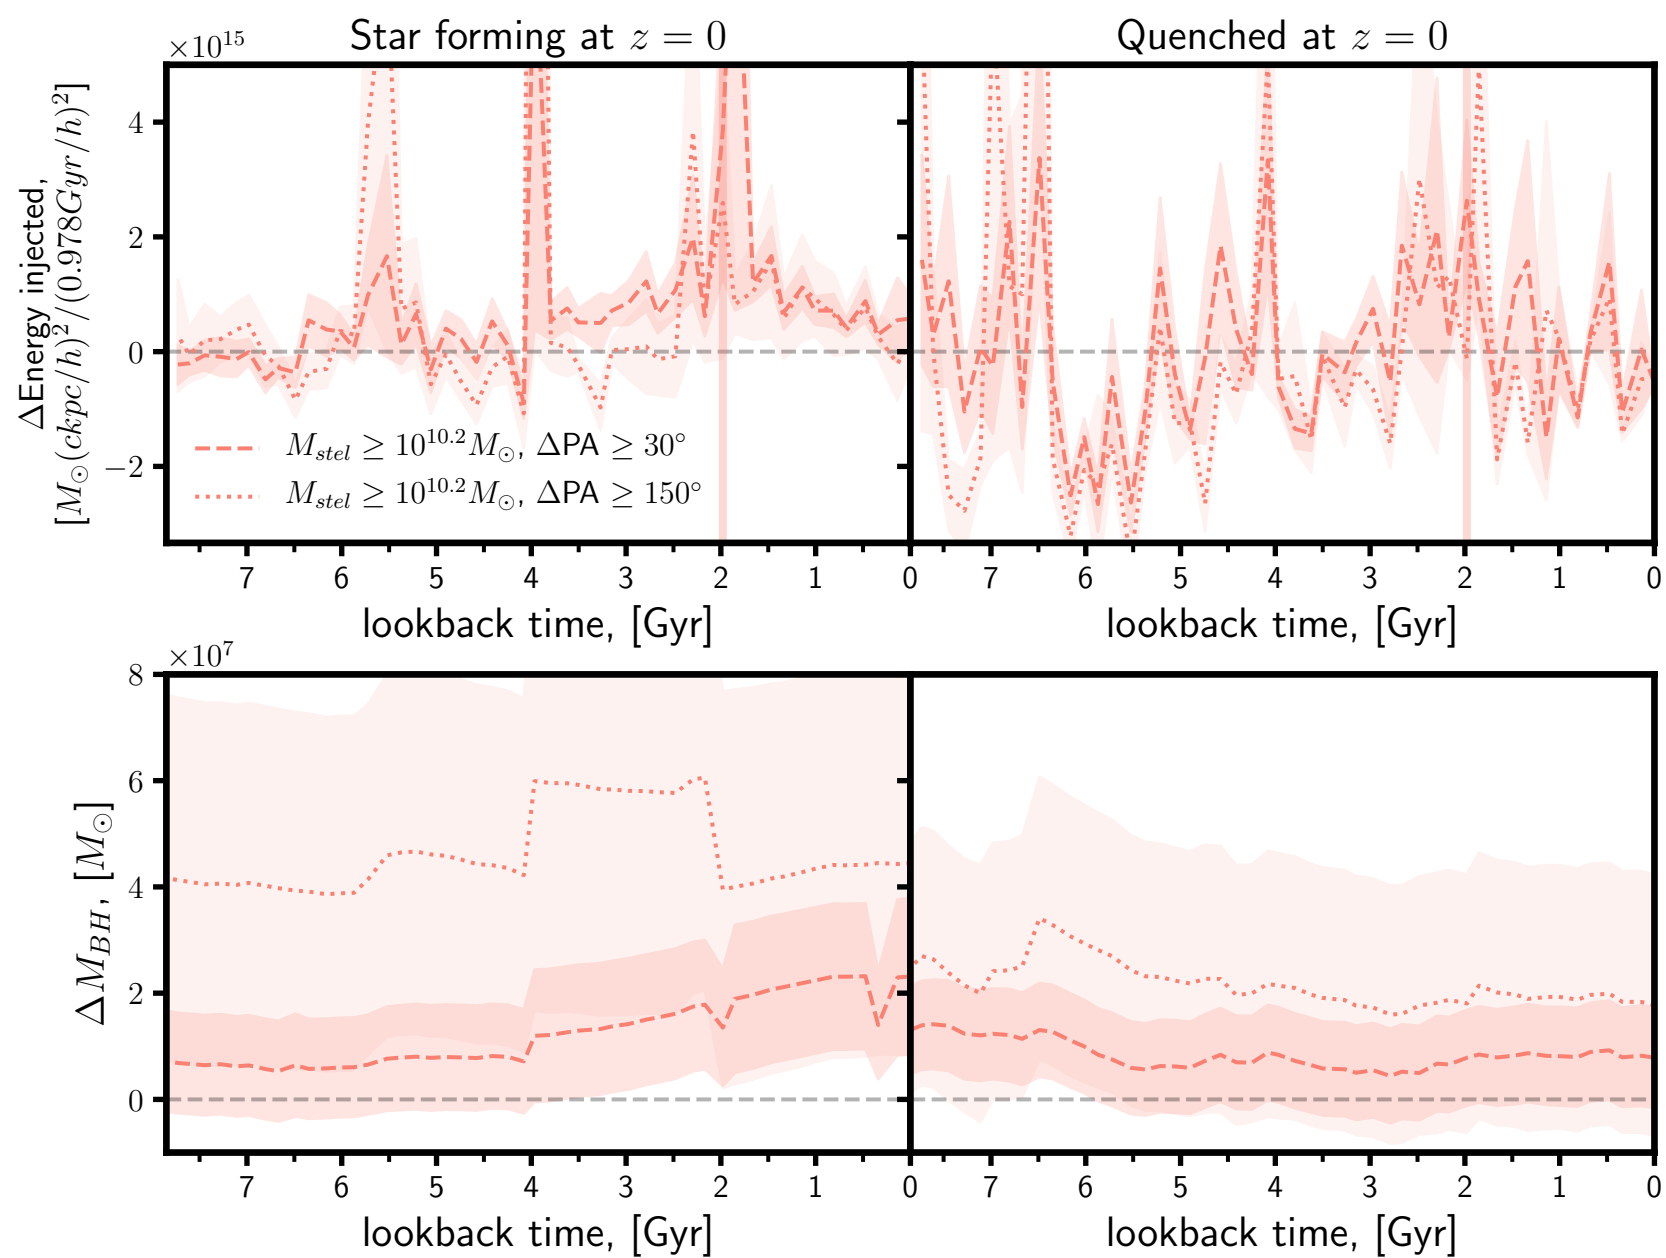 Star forming at z = 0
Quenched at z = 0
×10¹⁵
ΔEnergy injected,
[M⊙(ckpc/h)²/(0.978Gyr/h)²]
4
2
0
−2
M_stel ≥ 10^10.2 M⊙, ΔPA ≥ 30°
M_stel ≥ 10^10.2 M⊙, ΔPA ≥ 150°
7 6 5 4 3 2 1 0 7 6 5 4 3 2 1 0
lookback time, [Gyr]
lookback time, [Gyr]
×10⁷
ΔM_BH, [M⊙]
8
6
4
2
0
7 6 5 4 3 2 1 0 7 6 5 4 3 2 1 0
lookback time, [Gyr]
lookback time, [Gyr]